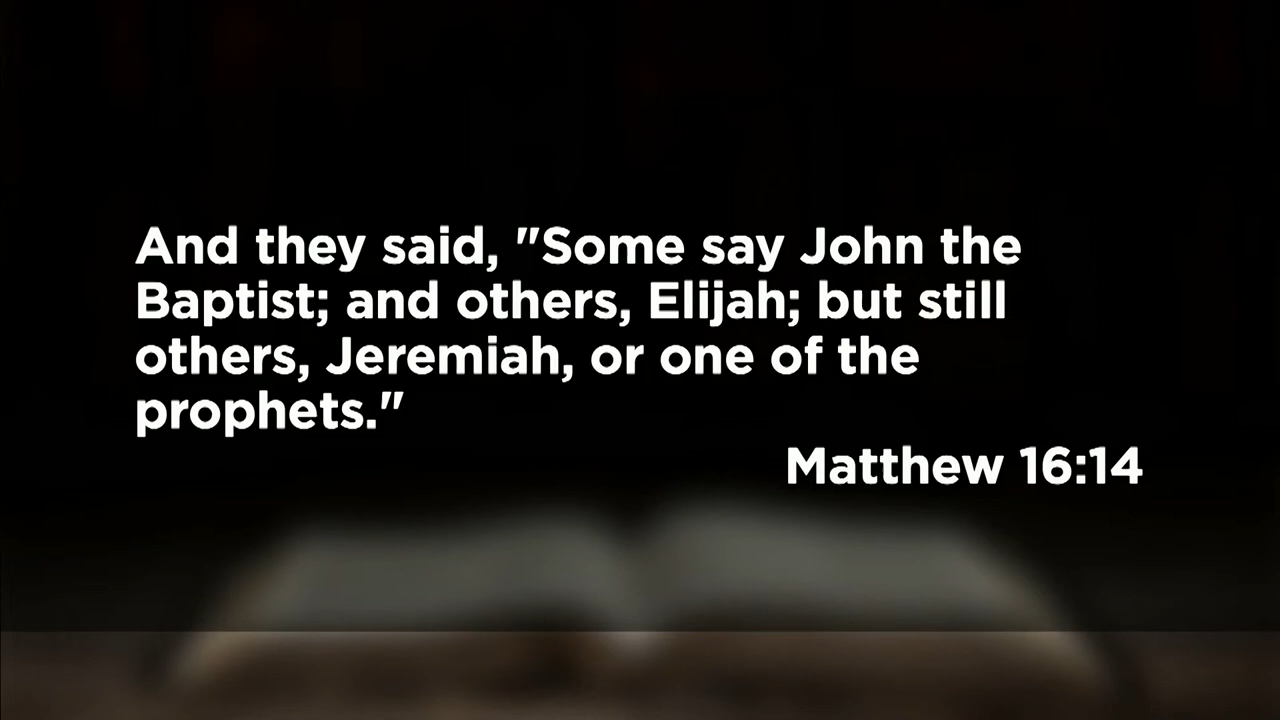 And they said, "Some say John the
Baptist; and others, Elijah; but still
others, Jeremiah, or one of the
prophets."
Matthew 16:14